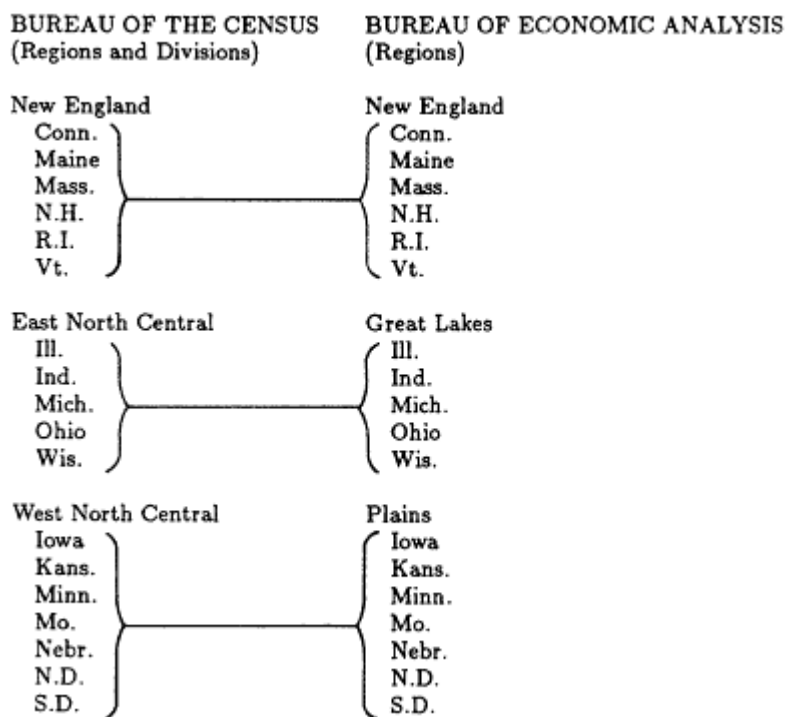 BUREAU OF THE CENSUS
(Regions and Divisions)
BUREAU OF ECONOMIC ANALYSIS
(Regions)
New England
Conn.
Maine
Mass.
N.H.
R.I.
Vt.
New England
Conn.
Maine
Mass.
N.H.
R.I.
Vt.
East North Central
Ill.
Ind.
Mich.
Ohio
Wis.
Great Lakes
Ill.
Ind.
Mich.
Ohio
Wis.
West North Central
Iowa
Kans.
Minn.
Mo.
Nebr.
N.D.
S.D.
Plains
Iowa
Kans.
Minn.
Mo.
Nebr.
N.D.
S.D.